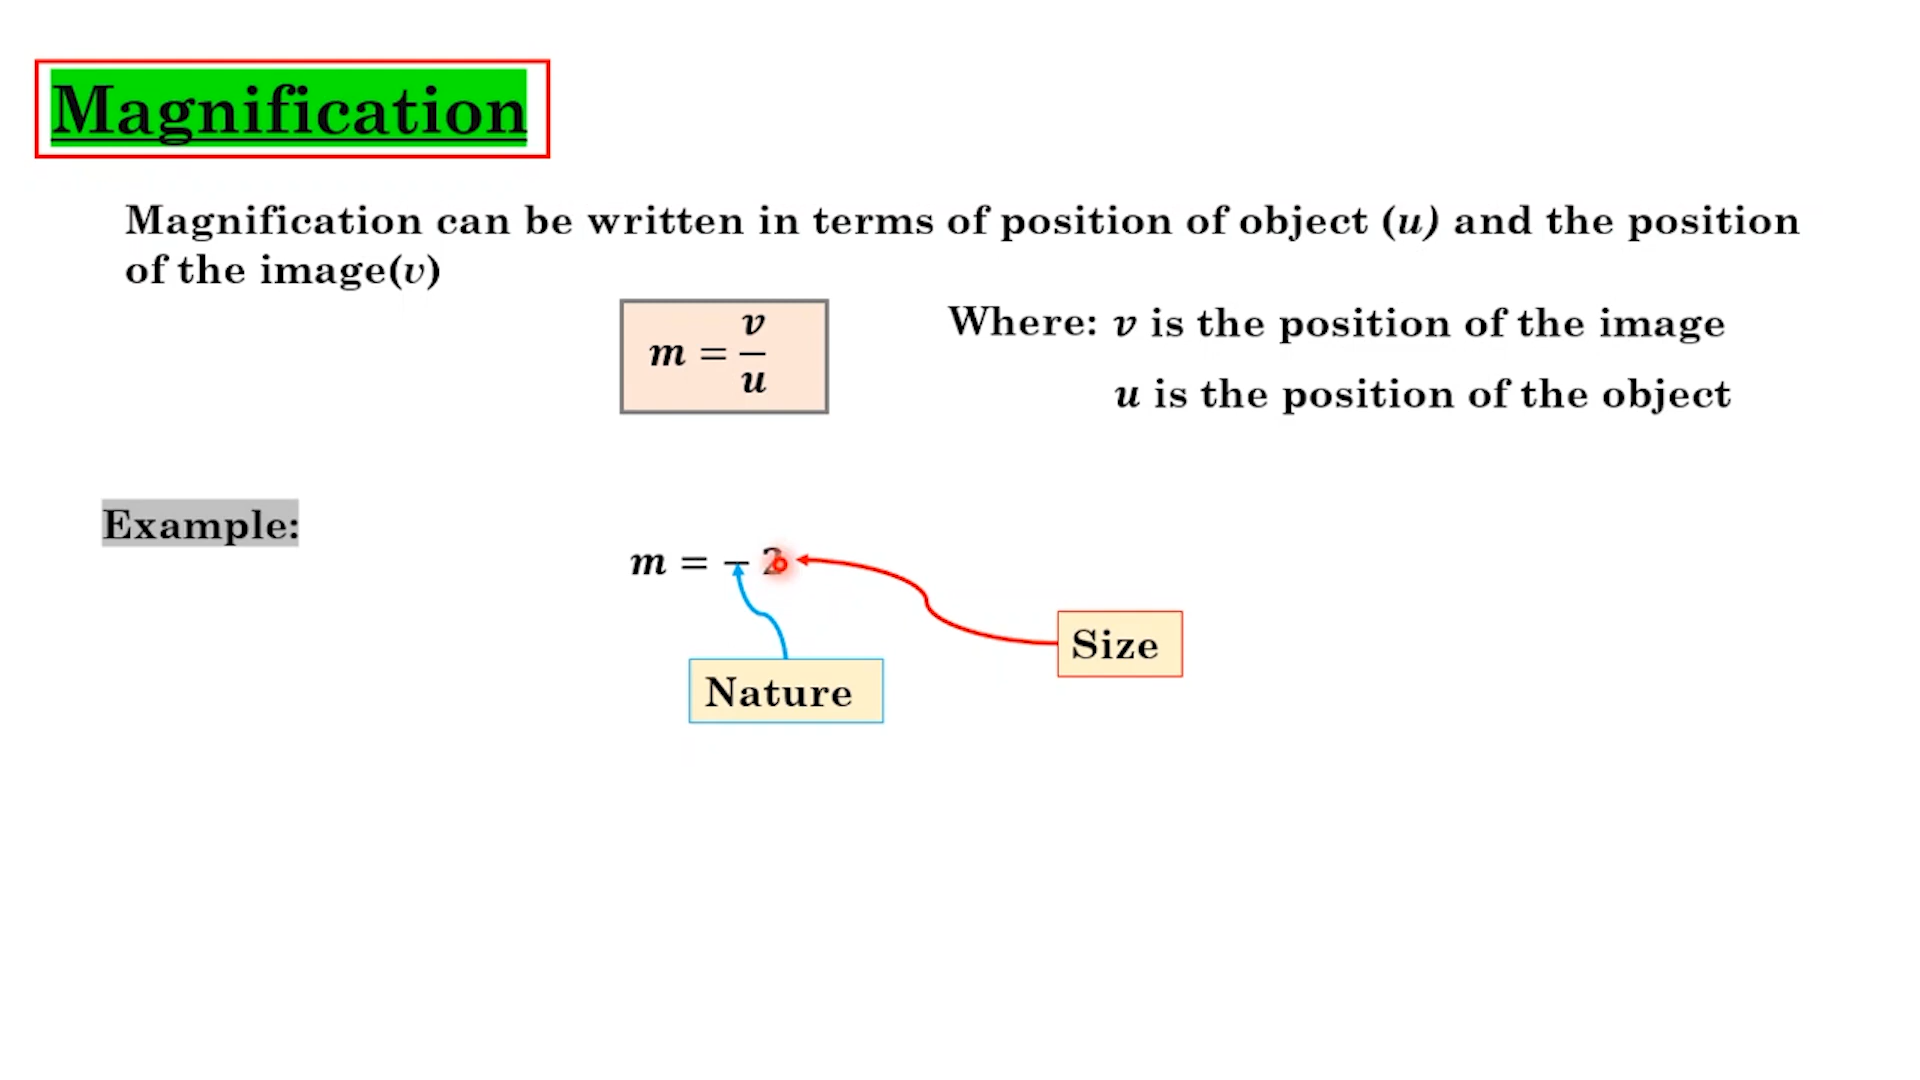 Magnification
Magnification can be written in terms of position of object (u) and the position
of the image(v)
m = v/u
Where: v is the position of the image
u is the position of the object
Example:
m = − 2
Size
Nature